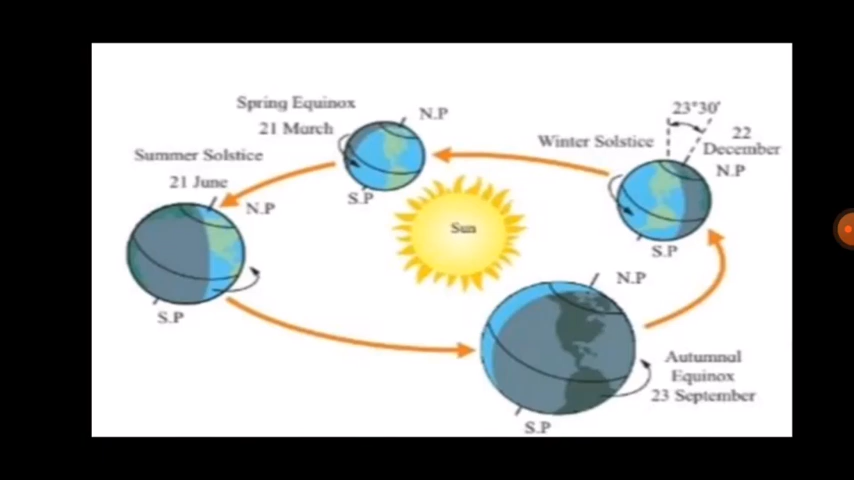 Spring Equinox
21 March
N.P
S.P
Summer Solstice
21 June
N.P
S.P
Sun
Winter Solstice
23°30'
22
December
N.P
S.P
N.P
S.P
Autumnal
Equinox
23 September